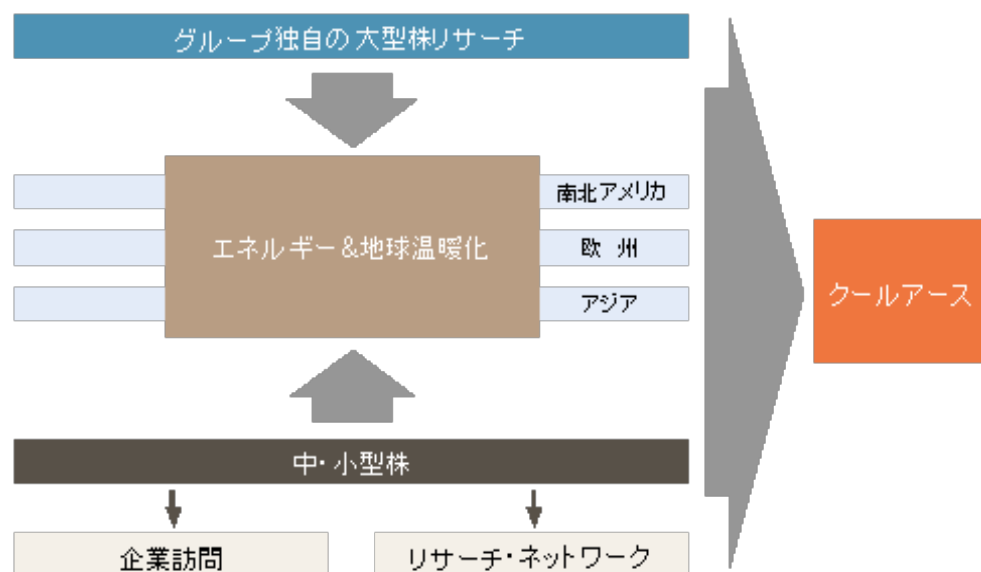 グループ独自の大型株リサーチ
南北アメリカ
エネルギー&地球温暖化
欧 州
アジア
クールアース
中・小型株
企業訪問
リサーチ・ネットワーク